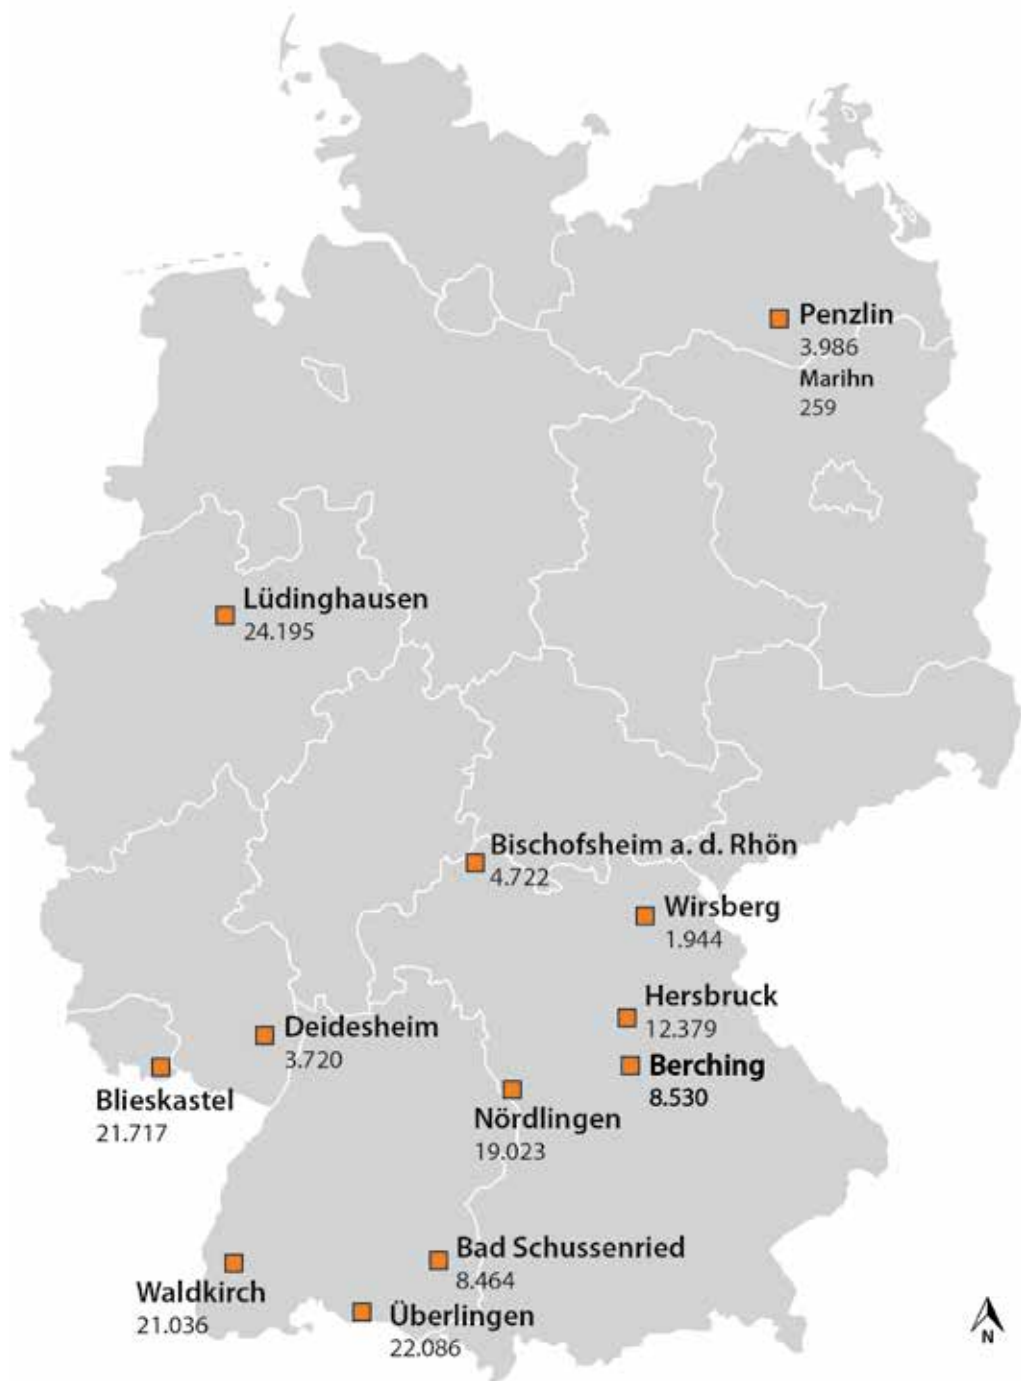 Penzlin
3.986
Marihn
259
Lüdinghausen
24.195
Bischofsheim a. d. Rhön
4.722
Wirsberg
1.944
Hersbruck
12.379
Deidesheim
3.720
Berching
8.530
Blieskastel
21.717
Nördlingen
19.023
Bad Schussenried
8.464
Waldkirch
21.036
Überlingen
22.086
N